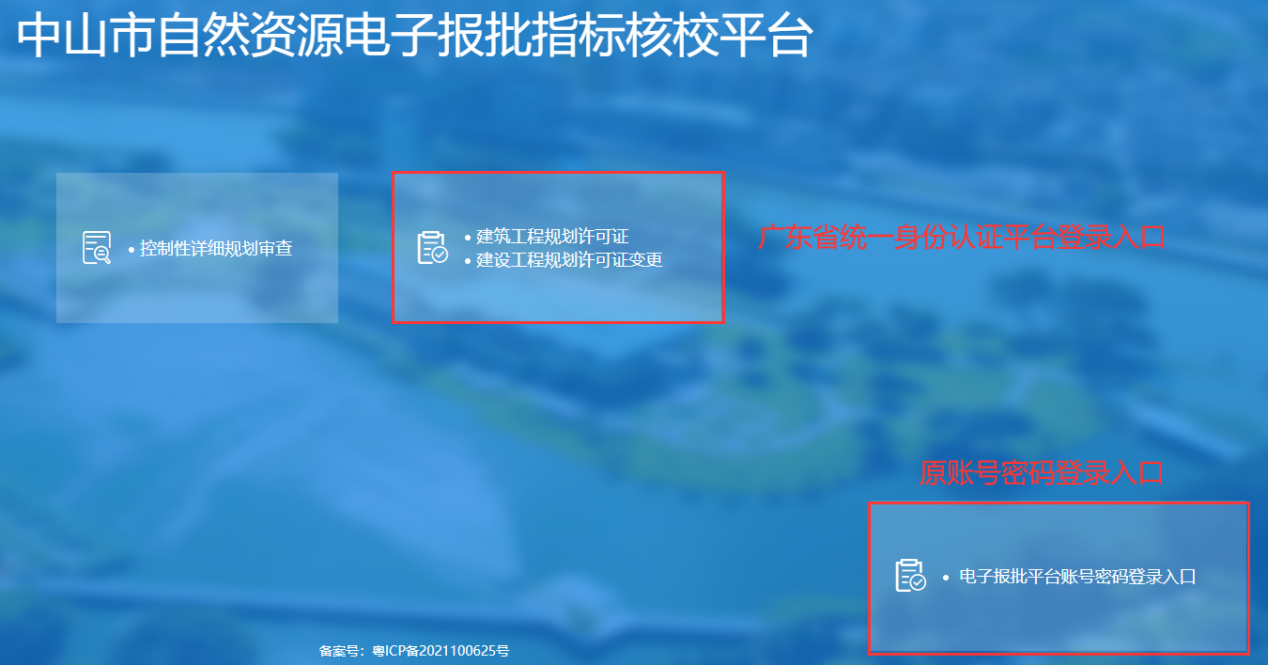 中山市自然资源电子报批指标核校平台
• 控制性详细规划审查
• 建筑工程规划许可证
• 建设工程规划许可证变更
广东省统一身份认证平台登录入口
原账号密码登录入口
• 电子报批平台账号密码登录入口
备案号：粤ICP备2021100625号